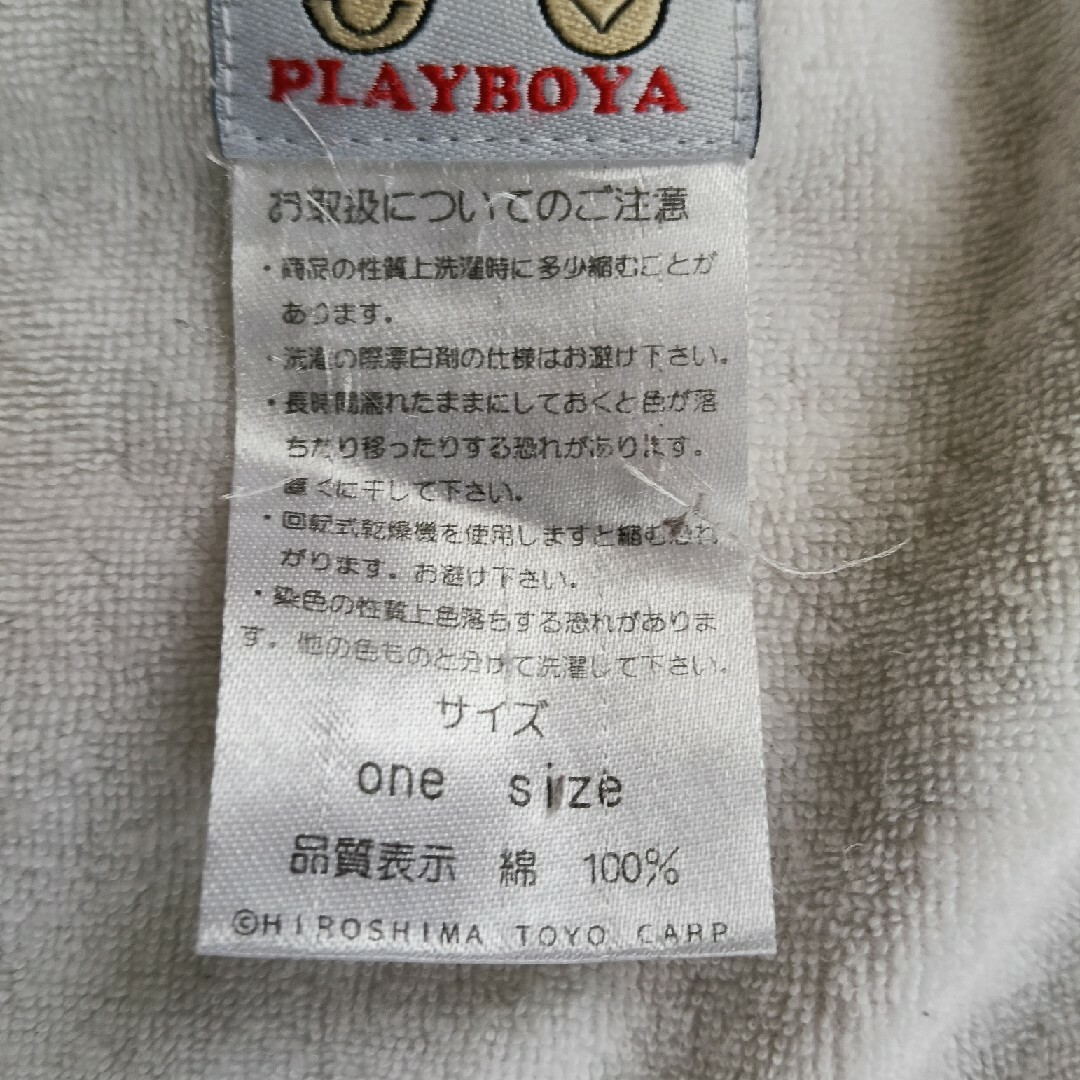 PLAYBOYA
お取扱についてのご注意
・商品の性質上洗濯時に多少縮むことが
あります。
・洗濯の際漂白剤の仕様はお避け下さい。
・長時間濡れたままにしておくと色が落
ちたり移ったりする恐れがあります。
直ぐに干して下さい。
・回転式乾燥機を使用しますと縮む恐れ
がります。お避け下さい。
・染色の性質上色落ちする恐れがありま
す。他の色ものと分けて洗濯して下さい。
サイズ
one size
品質表示 綿 100%
©HIROSHIMA TOYO CARP